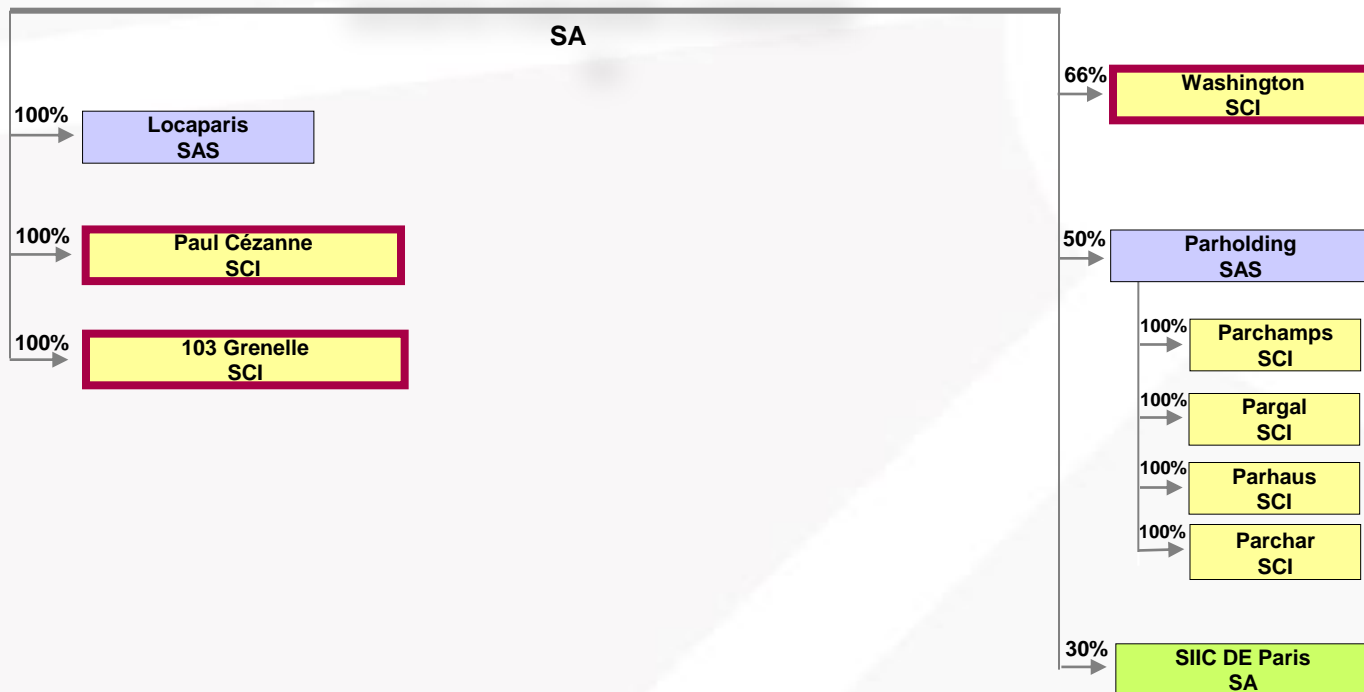 SA
100%
Locaparis
SAS
100%
Paul Cézanne
SCI
100%
103 Grenelle
SCI
66%
Washington
SCI
50%
Parholding
SAS
100%
Parchamps
SCI
100%
Pargal
SCI
100%
Parhaus
SCI
100%
Parchar
SCI
30%
SIIC DE Paris
SA